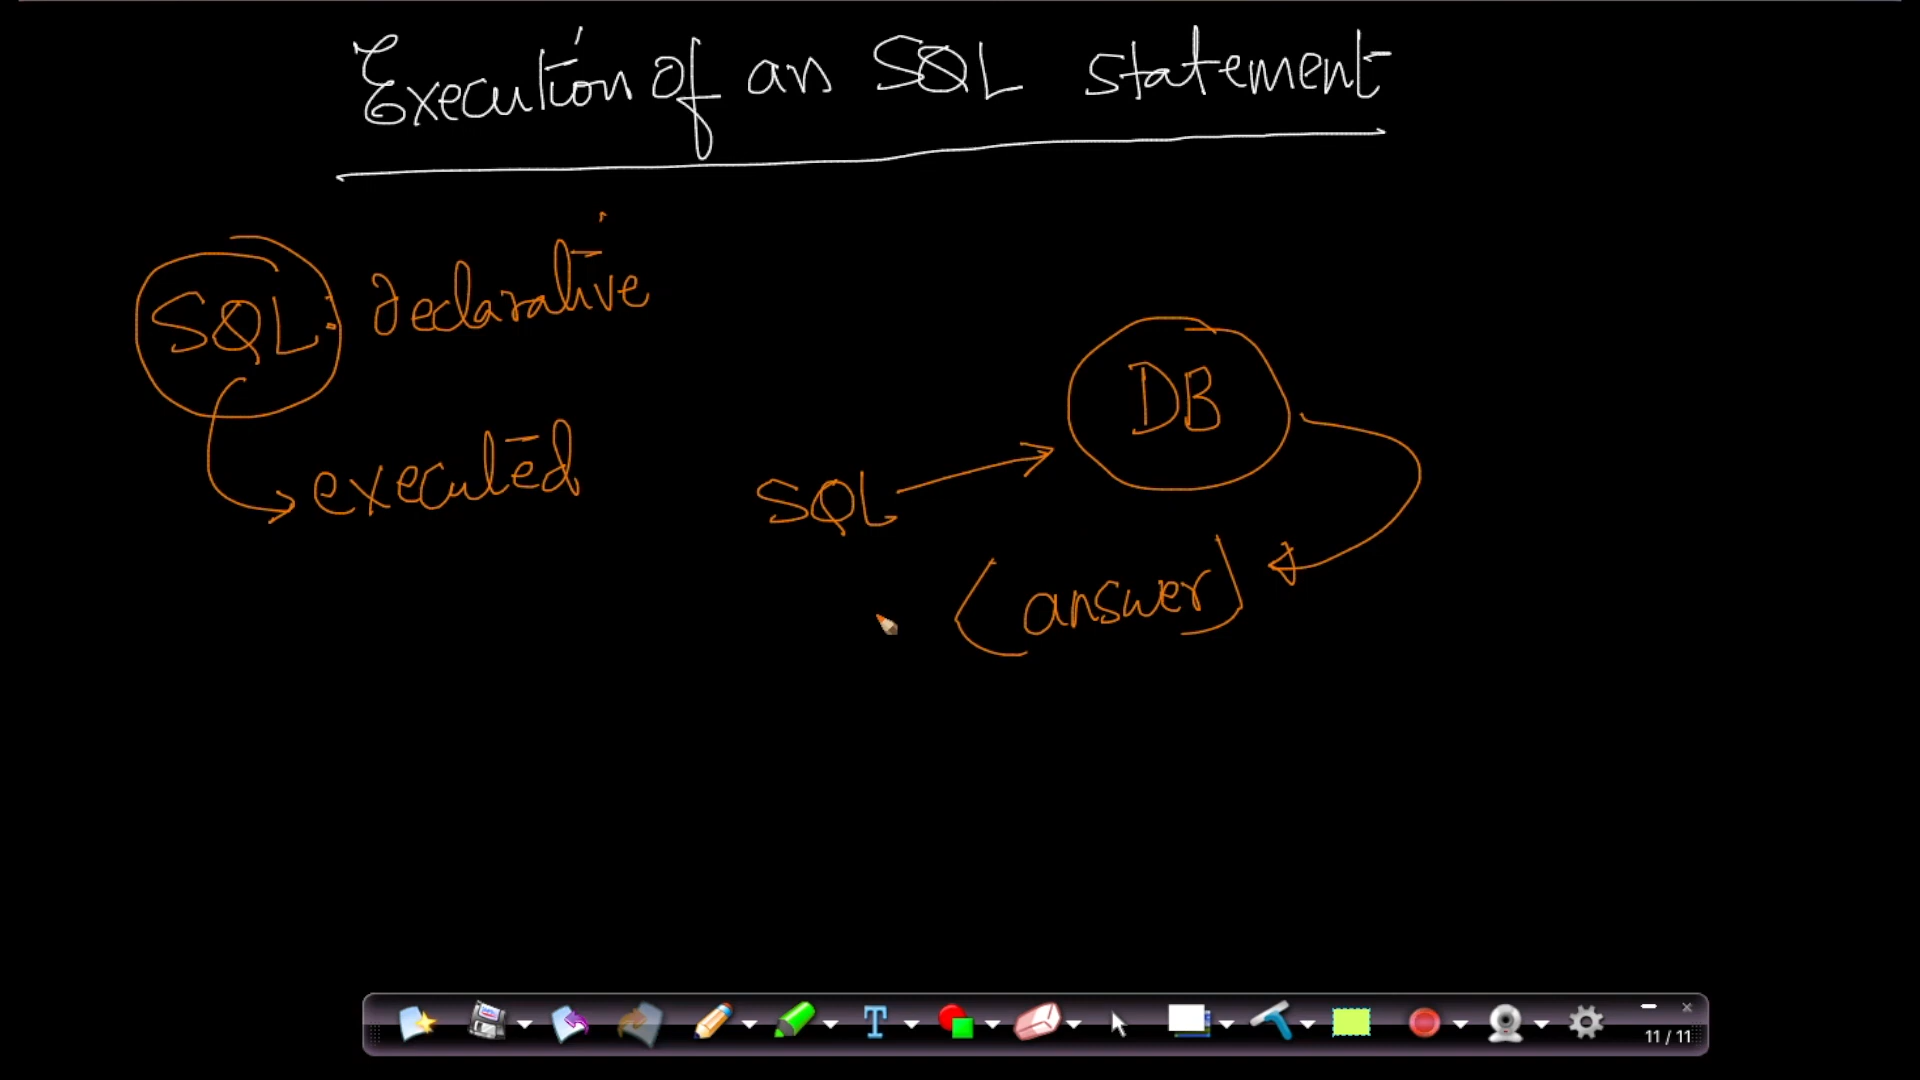 Execution of an SQL statement
SQL: declarative
executed
DB
SQL
(answer)
T
11 / 11